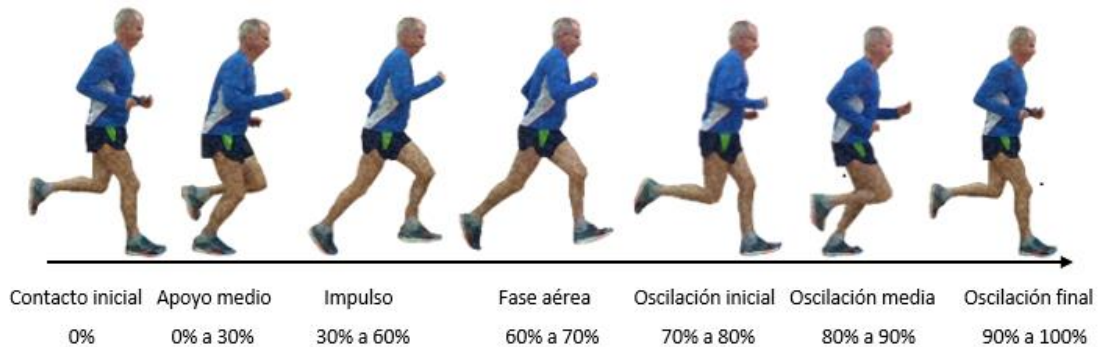 Contacto inicial Apoyo medio Impulso Fase aérea Oscilación inicial Oscilación media Oscilación final
0% 0% a 30% 30% a 60% 60% a 70% 70% a 80% 80% a 90% 90% a 100%